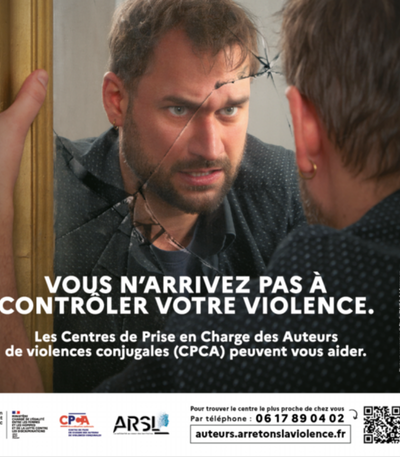 VOUS N'ARRIVEZ PAS À
CONTRÔLER VOTRE VIOLENCE.
Les Centres de Prise en Charge des Auteurs
de violences conjugales (CPCA) peuvent vous aider.
CPCA
ARSL
Pour trouver le centre le plus proche de chez vous
Par téléphone : 06 17 89 04 02
auteurs.arretonslaviolence.fr